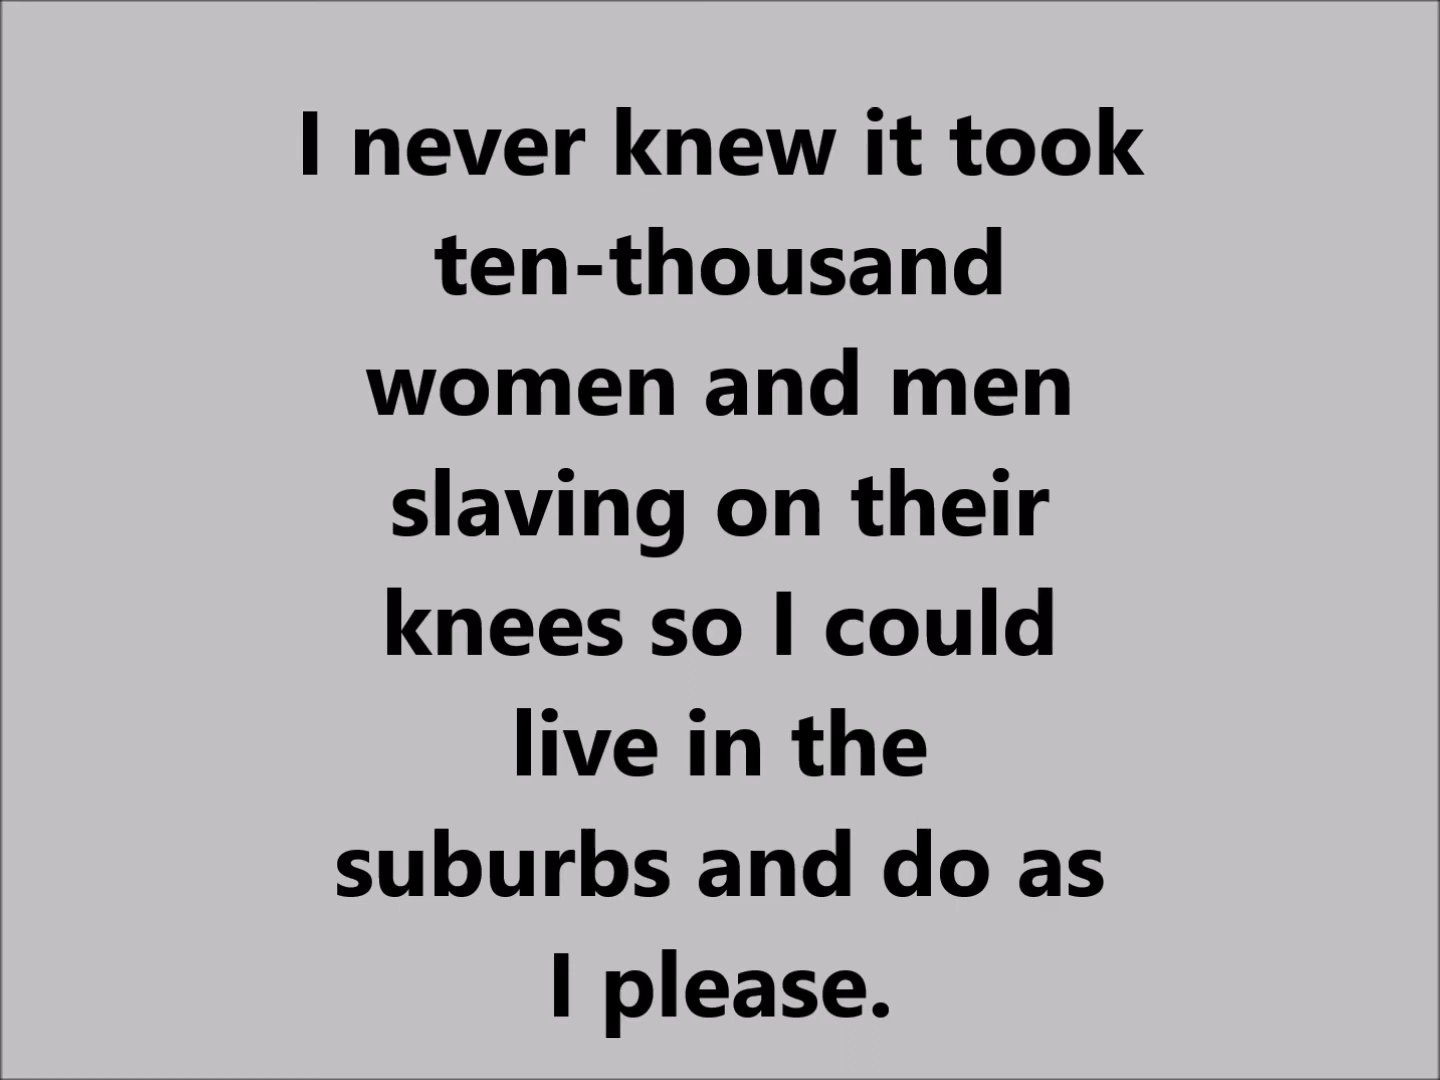 I never knew it took
ten-thousand
women and men
slaving on their
knees so I could
live in the
suburbs and do as
I please.